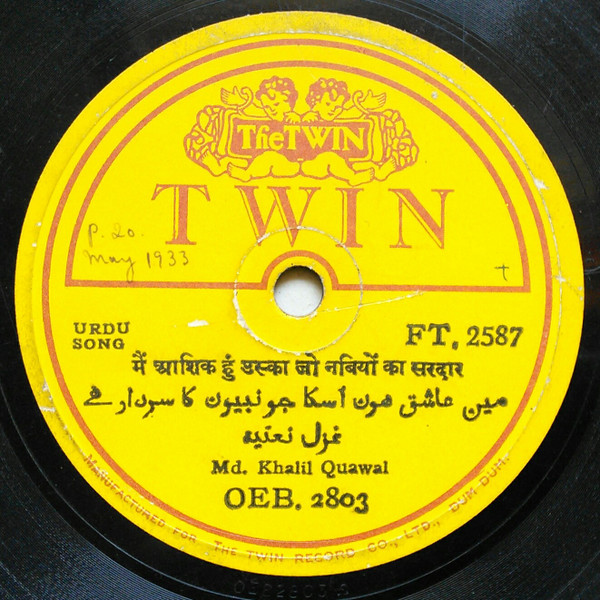 The TWIN
TWIN
P. 20.
May 1933
URDU
SONG
FT. 2587
मैं आशिक हुं उस्का जो नबियों का सरदार
مین عاشق ہون اُسکا جو نبیون کا سردار ہے
غزل نعتیہ
Md. Khalil Quawal
OEB. 2803
MANUFACTURED FOR THE TWIN RECORD CO., LTD., DUM DUM.